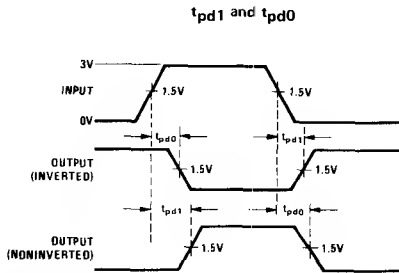 tpd1 and tpd0
3V
INPUT
1.5V
1.5V
0V
tpd0
tpd1
OUTPUT
(INVERTED)
1.5V
1.5V
tpd1
tpd0
OUTPUT
(NONINVERTED)
1.5V
1.5V